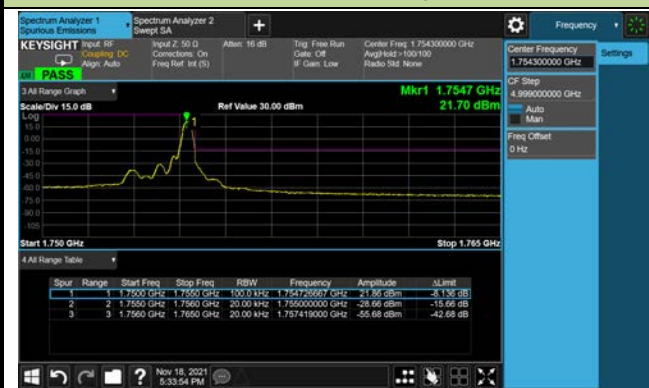 Spectrum Analyzer 1
Spurious Emissions
Spectrum Analyzer 2
Swept SA
+
Frequency
KEYSIGHT
Input: RF
Coupling: DC
Align: Auto
Input Z: 50 Ω
Corrections: On
Freq Ref: Int (S)
Atten: 16 dB
Trig: Free Run
Gate: Off
IF Gain: Low
Center Freq: 1.754300000 GHz
Avg|Hold:>100/100
Radio Std: None
PASS
Center Frequency
1.754300000 GHz
Settings
CF Step
4.999000000 GHz
Auto
Man
Freq Offset
0 Hz
3 All Range Graph
Mkr1 1.7547 GHz
21.70 dBm
Scale/Div 15.0 dB
Ref Value 30.00 dBm
Log
15.0
0.00
-15.0
-30.0
-45.0
-60.0
-75.0
-90.0
-105
1
Start 1.750 GHz
Stop 1.765 GHz
4 All Range Table
Spur Range Start Freq Stop Freq RBW Frequency Amplitude ΔLimit
1 1 1.7500 GHz 1.7550 GHz 100.0 kHz 1.754726667 GHz 21.86 dBm -8.136 dB
2 2 1.7550 GHz 1.7560 GHz 20.00 kHz 1.755000000 GHz -28.66 dBm -15.66 dB
3 3 1.7560 GHz 1.7650 GHz 20.00 kHz 1.757419000 GHz -55.68 dBm -42.68 dB
?
Nov 18, 2021
5:33:54 PM